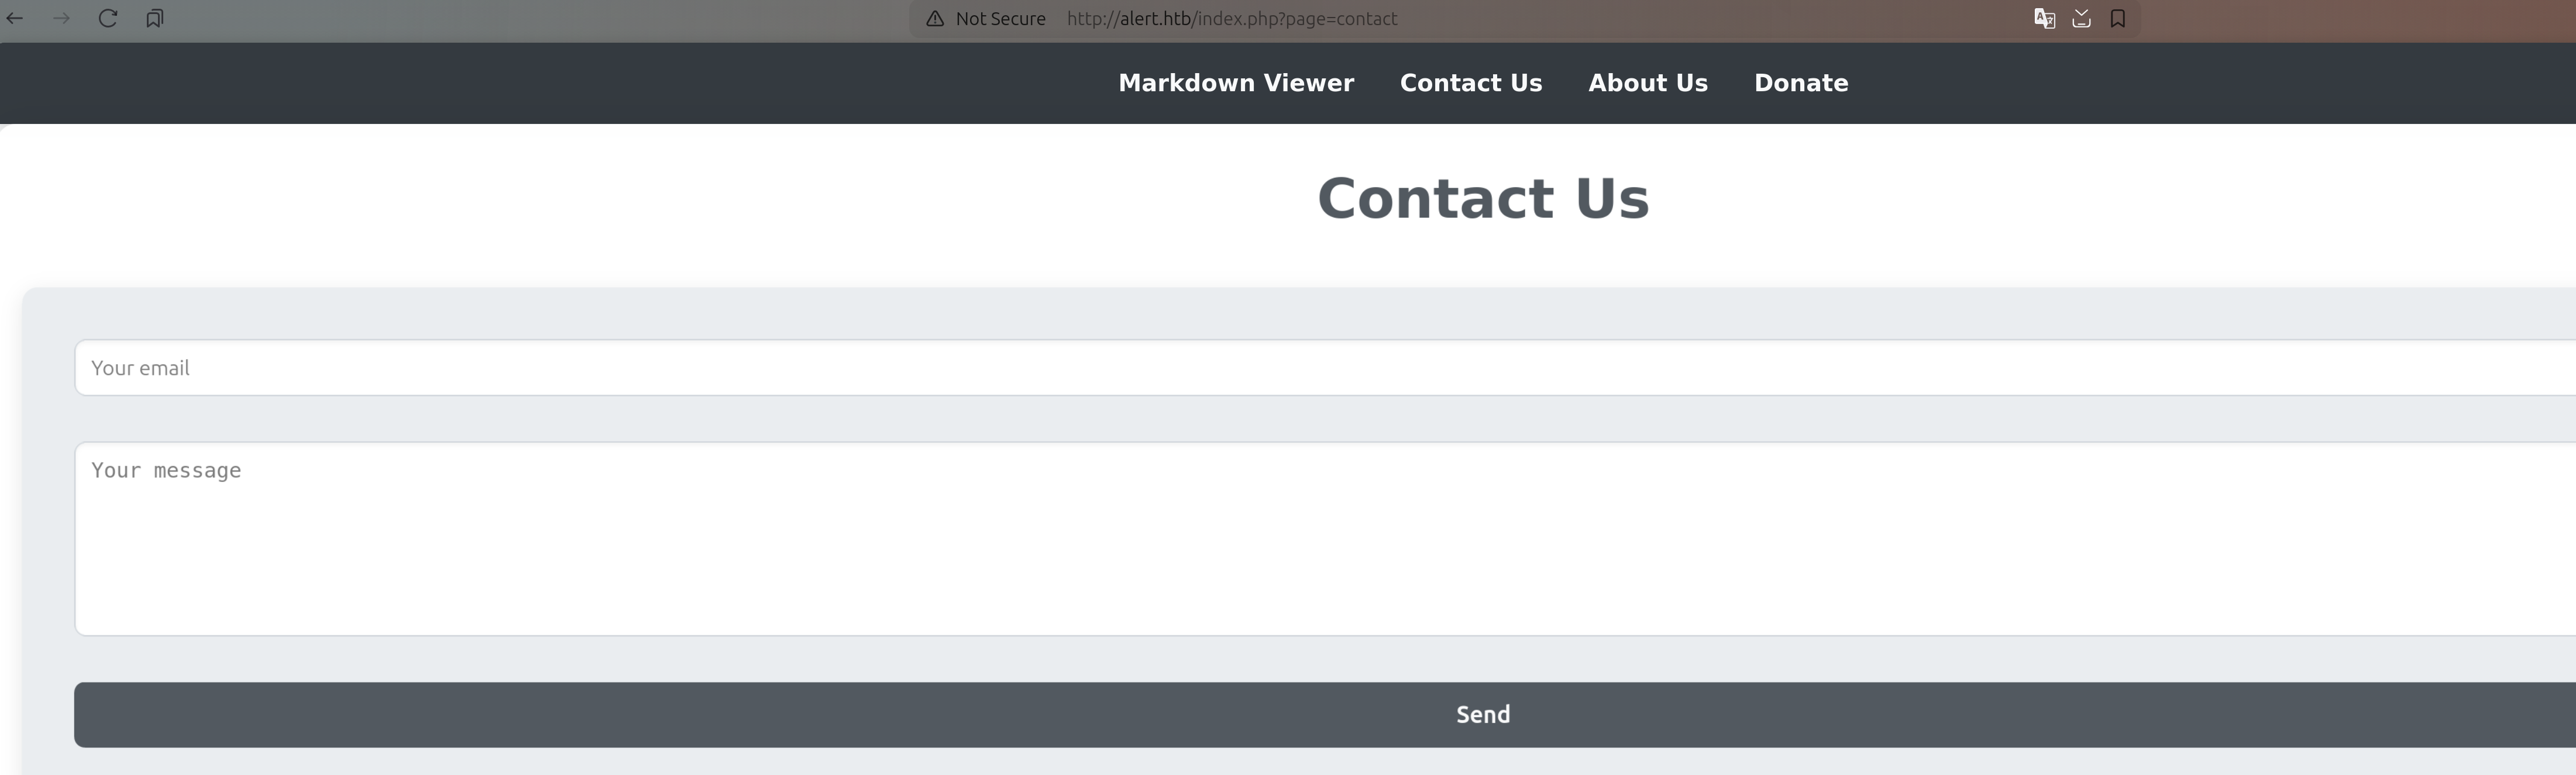 Not Secure http://alert.htb/index.php?page=contact
Markdown Viewer Contact Us About Us Donate
Contact Us
Your email
Your message
Send